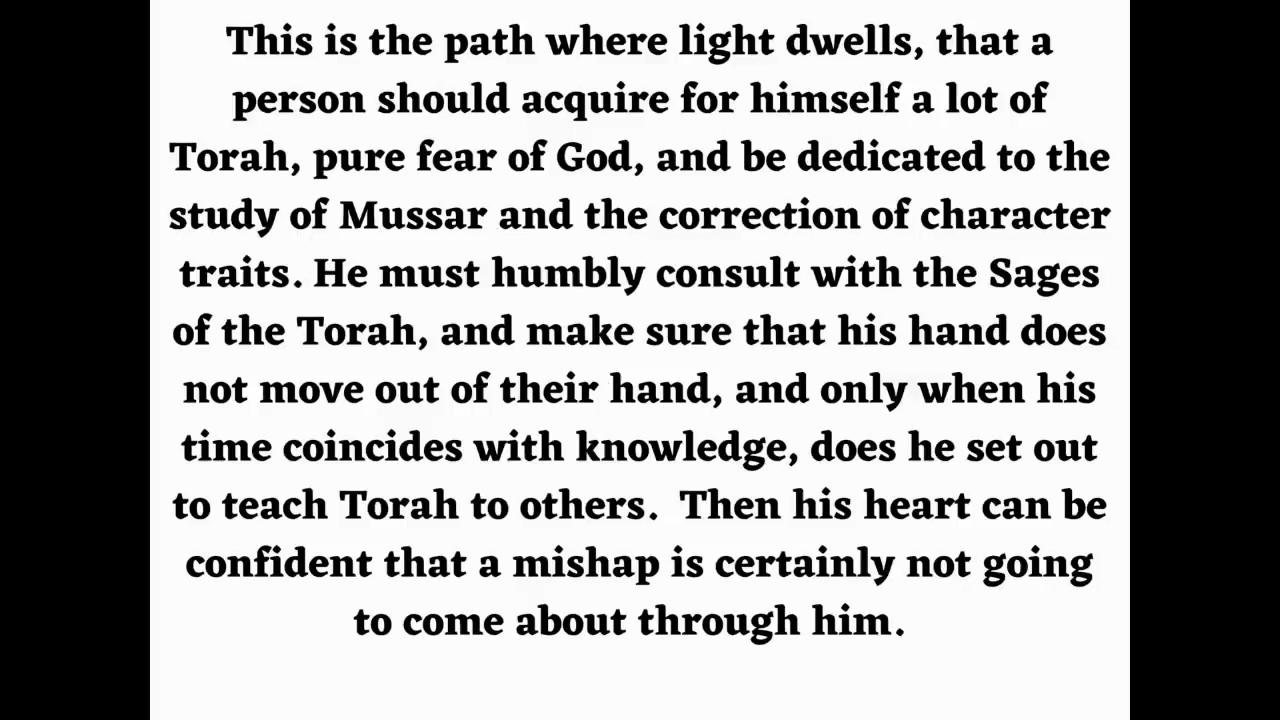 This is the path where light dwells, that a
person should acquire for himself a lot of
Torah, pure fear of God, and be dedicated to the
study of Mussar and the correction of character
traits. He must humbly consult with the Sages
of the Torah, and make sure that his hand does
not move out of their hand, and only when his
time coincides with knowledge, does he set out
to teach Torah to others.  Then his heart can be
confident that a mishap is certainly not going
to come about through him.